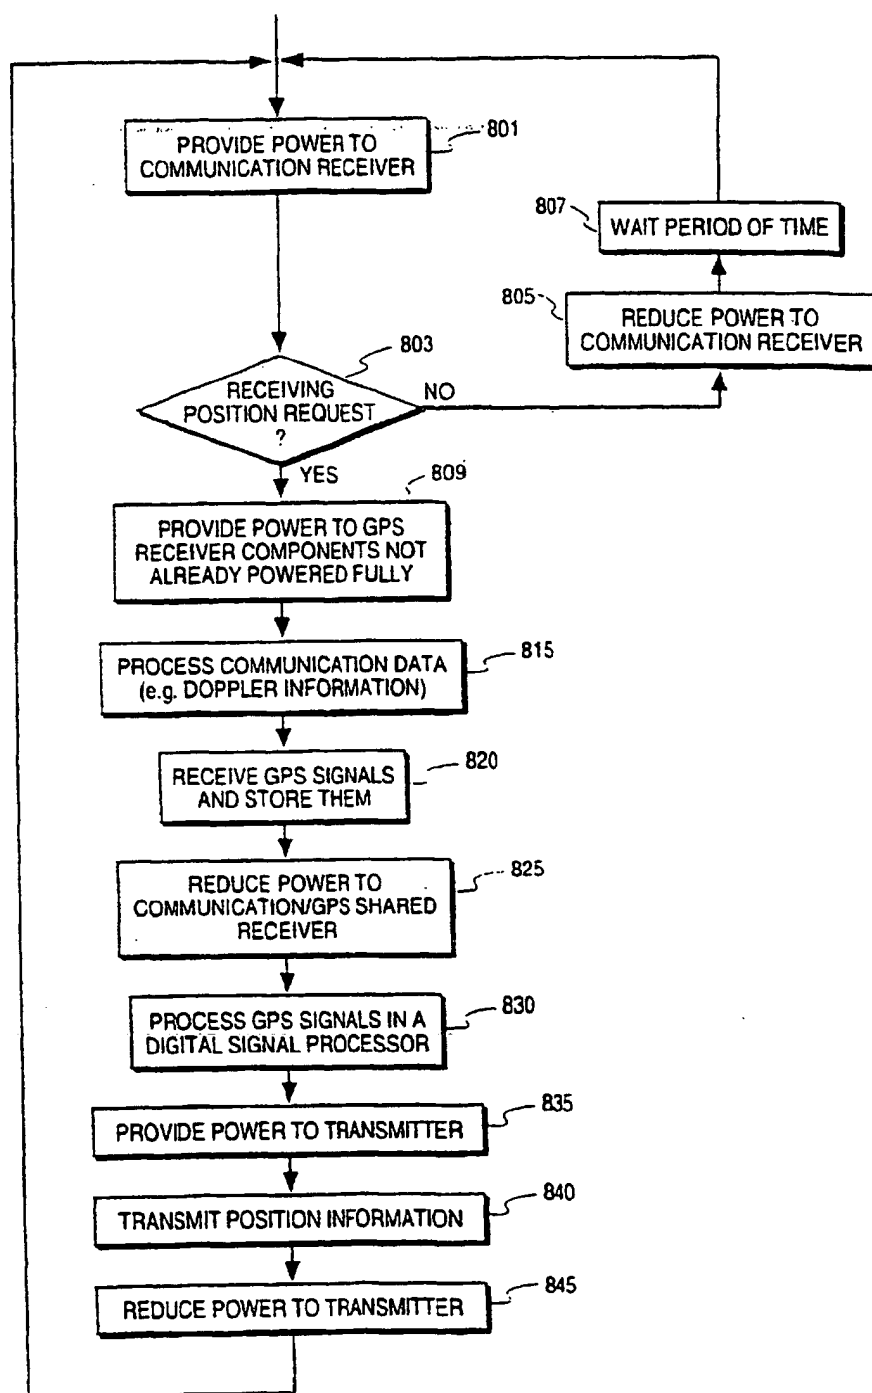 PROVIDE POWER TO
COMMUNICATION RECEIVER
801
807
WAIT PERIOD OF TIME
805
REDUCE POWER TO
COMMUNICATION RECEIVER
803
RECEIVING
POSITION REQUEST
?
NO
YES
809
PROVIDE POWER TO GPS
RECEIVER COMPONENTS NOT
ALREADY POWERED FULLY
PROCESS COMMUNICATION DATA
(e.g. DOPPLER INFORMATION)
815
RECEIVE GPS SIGNALS
AND STORE THEM
820
REDUCE POWER TO
COMMUNICATION/GPS SHARED
RECEIVER
825
PROCESS GPS SIGNALS IN A
DIGITAL SIGNAL PROCESSOR
830
PROVIDE POWER TO TRANSMITTER
835
TRANSMIT POSITION INFORMATION
840
REDUCE POWER TO TRANSMITTER
845